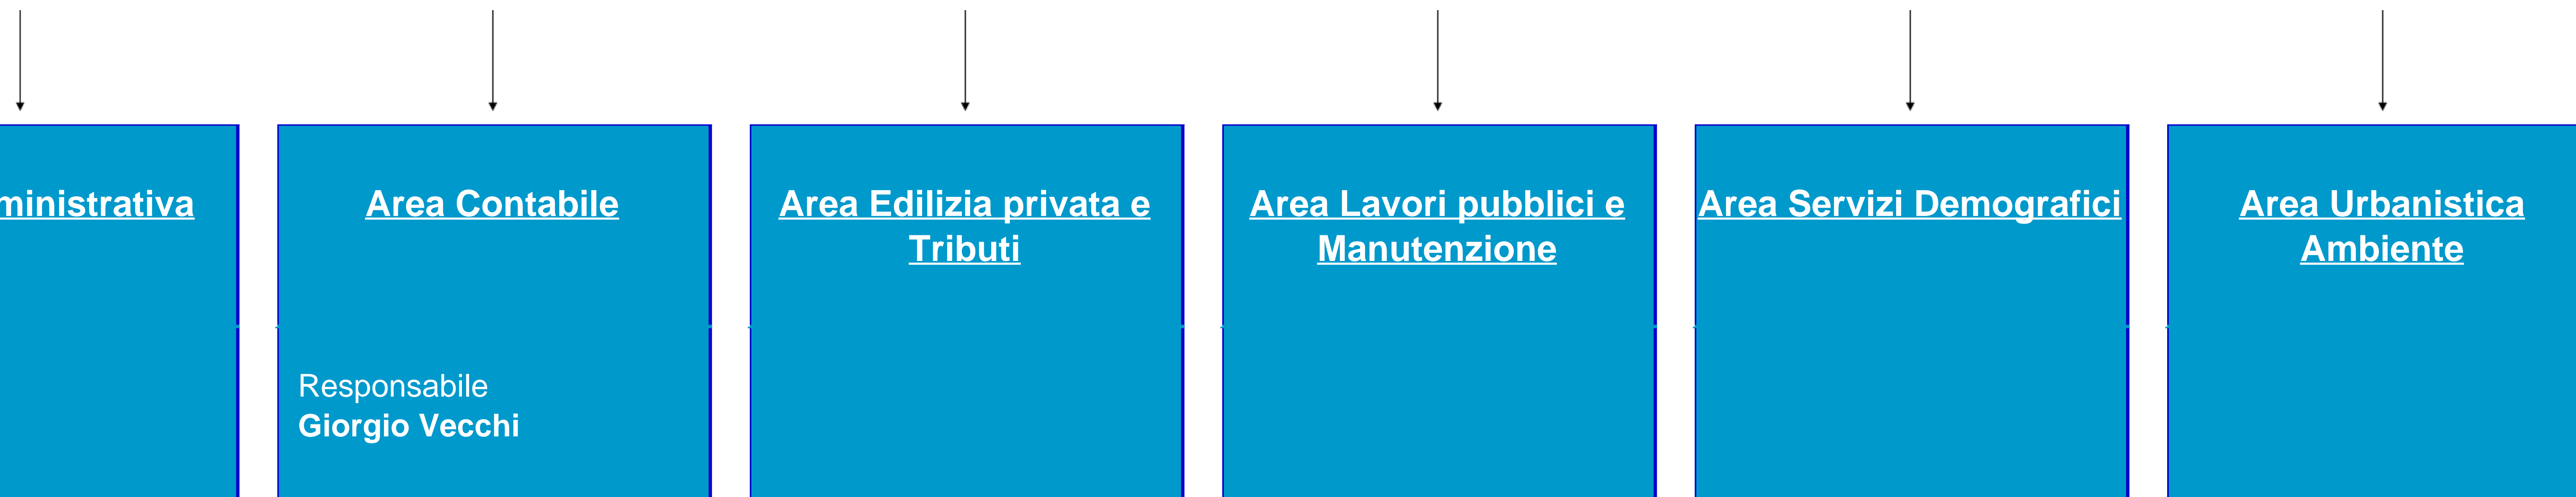 ministrativa
Area Contabile
Responsabile
Giorgio Vecchi
Area Edilizia privata e
Tributi
Area Lavori pubblici e
Manutenzione
Area Servizi Demografici
Area Urbanistica
Ambiente